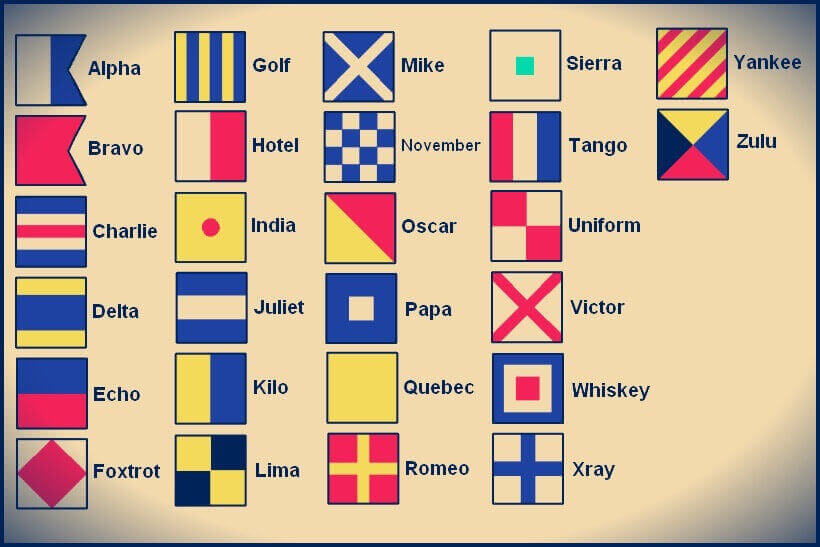 Alpha
Bravo
Charlie
Delta
Echo
Foxtrot
Golf
Hotel
India
Juliet
Kilo
Lima
Mike
November
Oscar
Papa
Quebec
Romeo
Sierra
Tango
Uniform
Victor
Whiskey
Xray
Yankee
Zulu